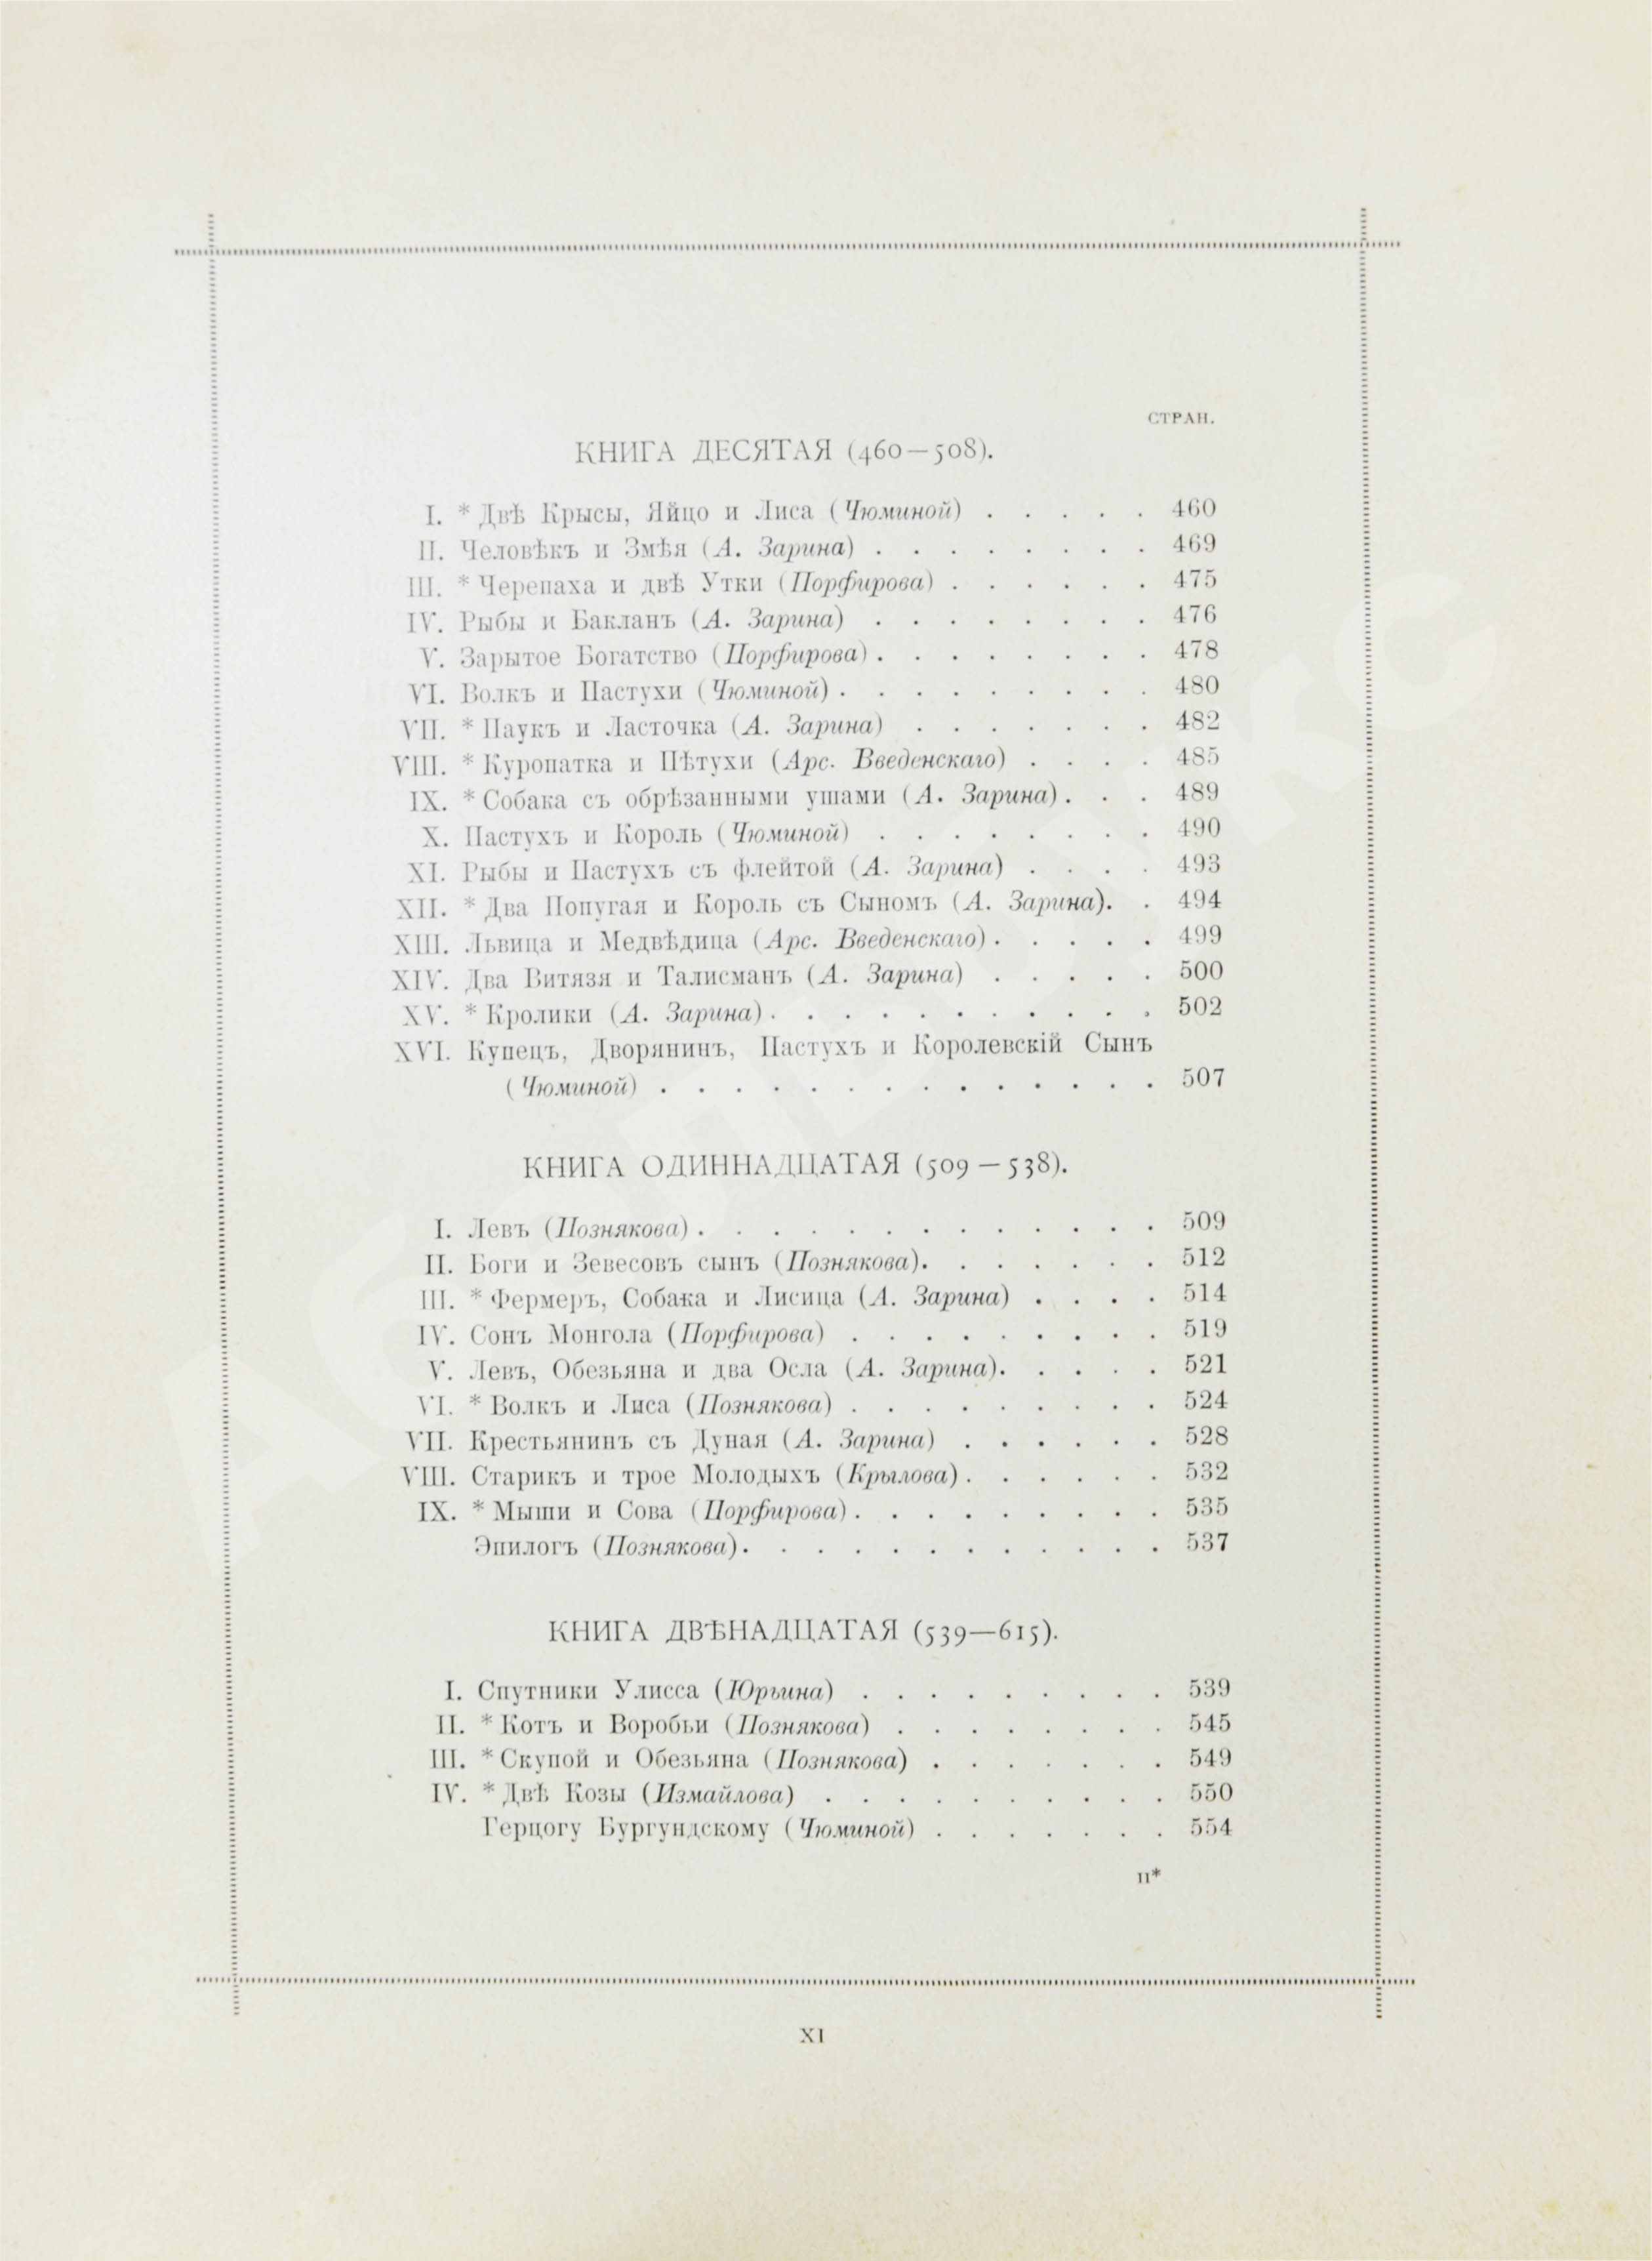 СТРАН.
КНИГА ДЕСЯТАЯ (460—508).
I. * Двѣ Крысы, Яйцо и Лиса (Чюминой) . . . . . 460
II. Человѣкъ и Змѣя (А. Зарина) . . . . . . . . 469
III. * Черепаха и двѣ Утки (Порфирова) . . . . . . 475
IV. Рыбы и Бакланъ (А. Зарина) . . . . . . . . 476
V. Зарытое Богатство (Порфирова) . . . . . . . . 478
VI. Волкъ и Пастухи (Чюминой) . . . . . . . . . 480
VII. * Паукъ и Ласточка (А. Зарина) . . . . . . . 482
VIII. * Куропатка и Пѣтухи (Арс. Введенскаго) . . . . 485
IX. * Собака съ обрѣзанными ушами (А. Зарина) . . . 489
X. Пастухъ и Король (Чюминой) . . . . . . . . 490
XI. Рыбы и Пастухъ съ флейтой (А. Зарина) . . . . 493
XII. * Два Попугая и Король съ Сыномъ (А. Зарина). . 494
XIII. Львица и Медвѣдица (Арс. Введенскаго) . . . . . 499
XIV. Два Витязя и Талисманъ (А. Зарина) . . . . . 500
XV. * Кролики (А. Зарина) . . . . . . . . . . . 502
XVI. Купецъ, Дворянинъ, Пастухъ и Королевскій Сынъ
(Чюминой) . . . . . . . . . . . . . . 507
КНИГА ОДИННАДЦАТАЯ (509—538).
I. Левъ (Познякова) . . . . . . . . . . . . . 509
II. Боги и Зевесовъ сынъ (Познякова). . . . . . . 512
III. * Фермеръ, Собака и Лисица (А. Зарина) . . . . 514
IV. Сонъ Монгола (Порфирова) . . . . . . . . . 519
V. Левъ, Обезьяна и два Осла (А. Зарина). . . . . 521
VI. * Волкъ и Лиса (Познякова) . . . . . . . . . 524
VII. Крестьянинъ съ Дуная (А. Зарина) . . . . . . 528
VIII. Старикъ и трое Молодыхъ (Крылова) . . . . . . 532
IX. * Мыши и Сова (Порфирова) . . . . . . . . . 535
Эпилогъ (Познякова). . . . . . . . . . . . 537
КНИГА ДВѢНАДЦАТАЯ (539—615).
I. Спутники Улисса (Юрьина) . . . . . . . . . 539
II. * Котъ и Воробьи (Познякова) . . . . . . . . 545
III. * Скупой и Обезьяна (Познякова) . . . . . . . 549
IV. * Двѣ Козы (Измайлова) . . . . . . . . . . 550
Герцогу Бургундскому (Чюминой) . . . . . . . 554
II*
XI